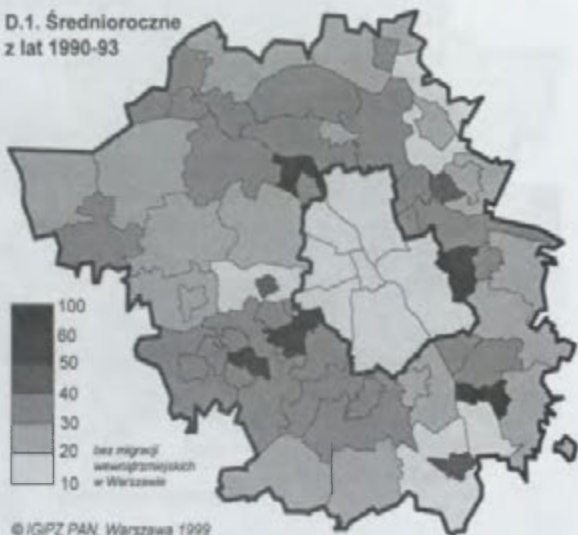 D.1. Średnioroczne
z lat 1990-93
100
60
50
40
30
20
10
bez migracji
wewnątrzmiejskich
w Warszawie
© IGiPZ PAN, Warszawa 1999